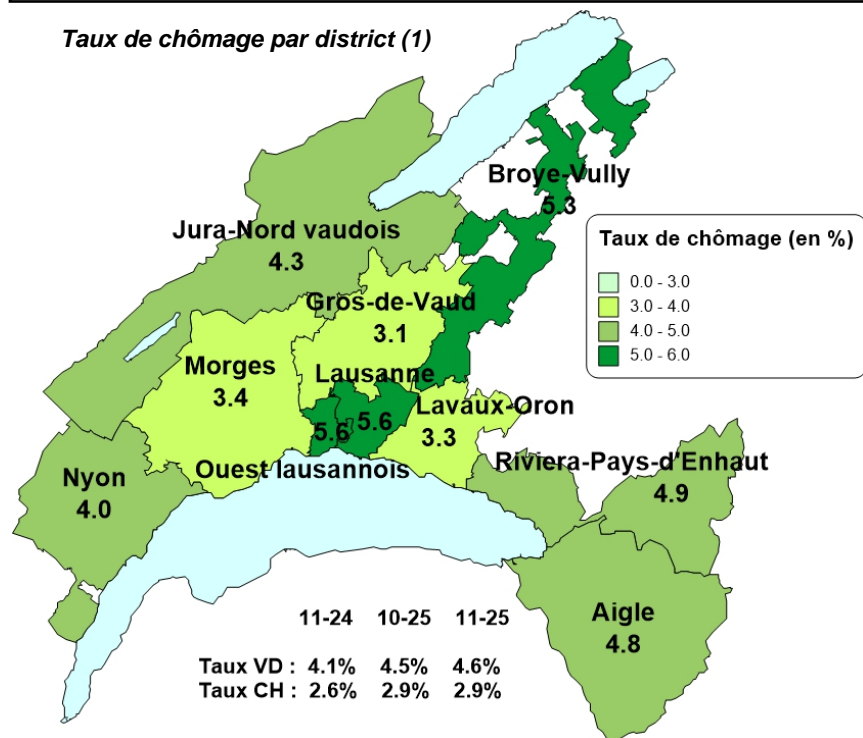 Taux de chômage par district (1)
Broye-Vully
5.3
Jura-Nord vaudois
4.3
Taux de chômage (en %)
0.0 - 3.0
3.0 - 4.0
4.0 - 5.0
5.0 - 6.0
Gros-de-Vaud
3.1
Morges
3.4
Lausanne
5.6
5.6
Lavaux-Oron
3.3
Ouest lausannois
Riviera-Pays-d'Enhaut
4.9
Nyon
4.0
Aigle
4.8
11-24 10-25 11-25
Taux VD : 4.1% 4.5% 4.6%
Taux CH : 2.6% 2.9% 2.9%